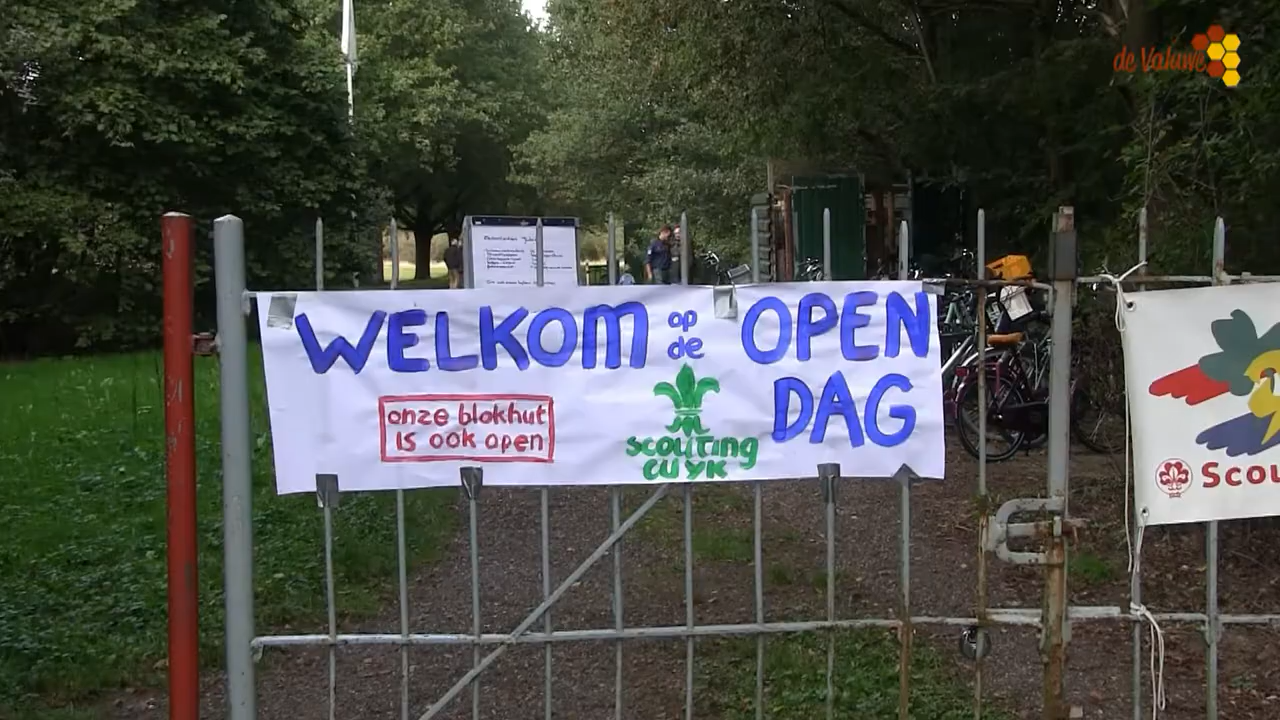 de Valuwe
WELKOM op de OPEN DAG
onze blokhut
is ook open
scouting
cuyk
Scou